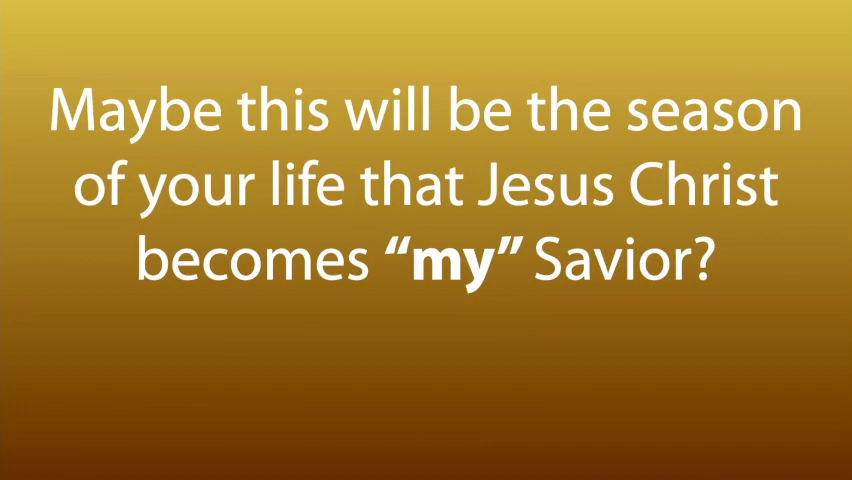 Maybe this will be the season
of your life that Jesus Christ
becomes “my” Savior?